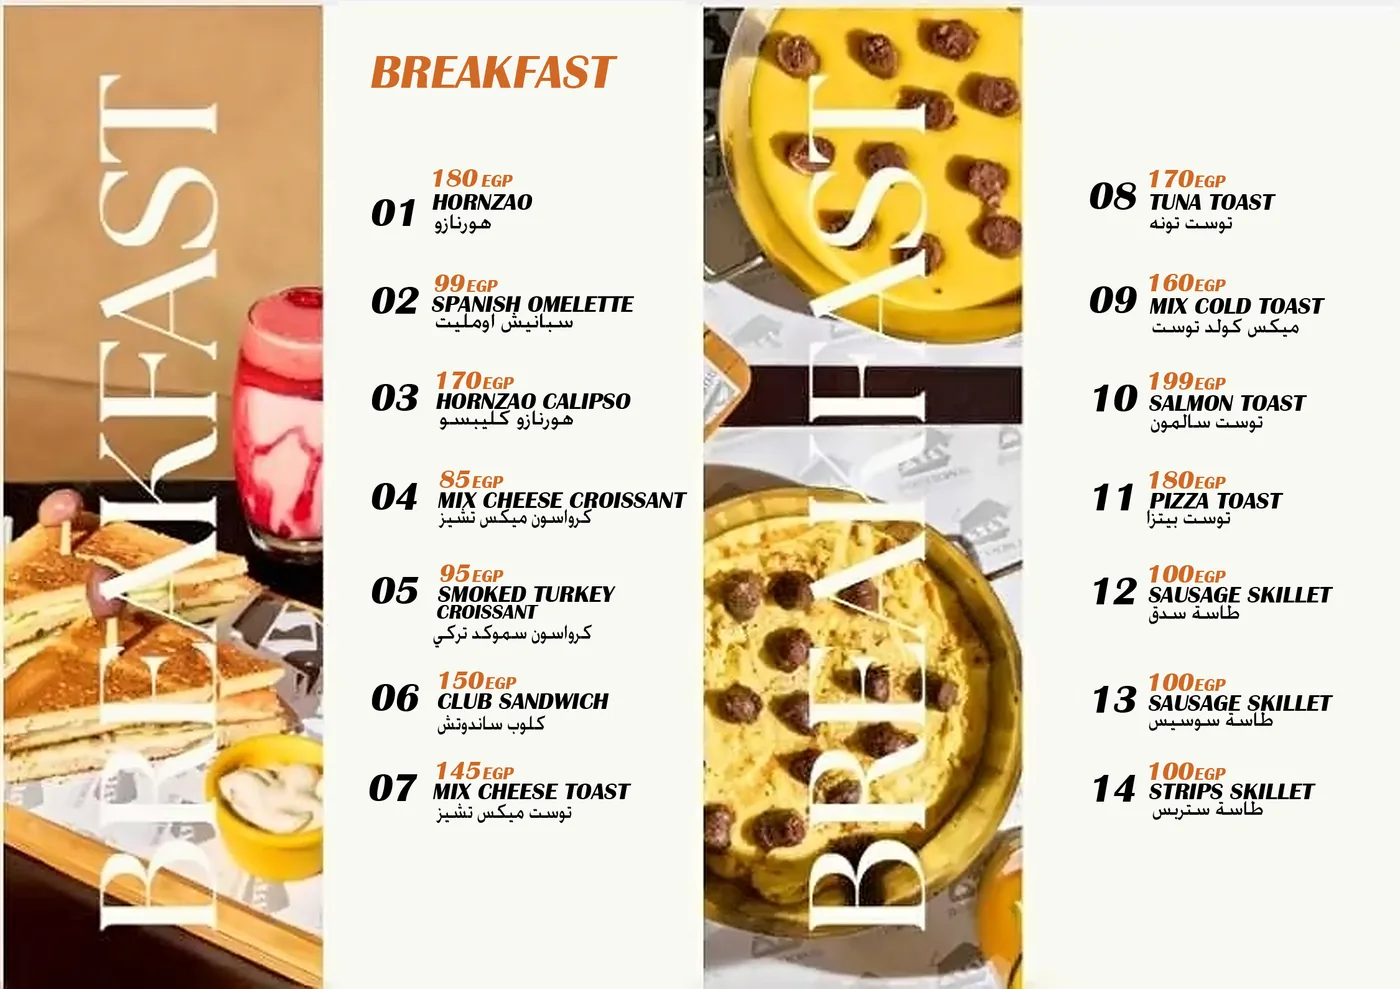 BREAKFAST
BREAKFAST
180 EGP
01 HORNZAO
هورنازو
99 EGP
02 SPANISH OMELETTE
سبانيش اومليت
170 EGP
03 HORNZAO CALIPSO
هورنازو كليبسو
85 EGP
04 MIX CHEESE CROISSANT
كرواسون ميكس تشيز
95 EGP
05 SMOKED TURKEY
CROISSANT
كرواسون سموكد تركي
150 EGP
06 CLUB SANDWICH
كلوب ساندوتش
145 EGP
07 MIX CHEESE TOAST
توست ميكس تشيز
BREAKFAST
170 EGP
08 TUNA TOAST
توست تونه
160 EGP
09 MIX COLD TOAST
ميكس كولد توست
199 EGP
10 SALMON TOAST
توست سالمون
180 EGP
11 PIZZA TOAST
توست بيتزا
100 EGP
12 SAUSAGE SKILLET
طاسة سدق
100 EGP
13 SAUSAGE SKILLET
طاسة سوسيس
100 EGP
14 STRIPS SKILLET
طاسة ستربس